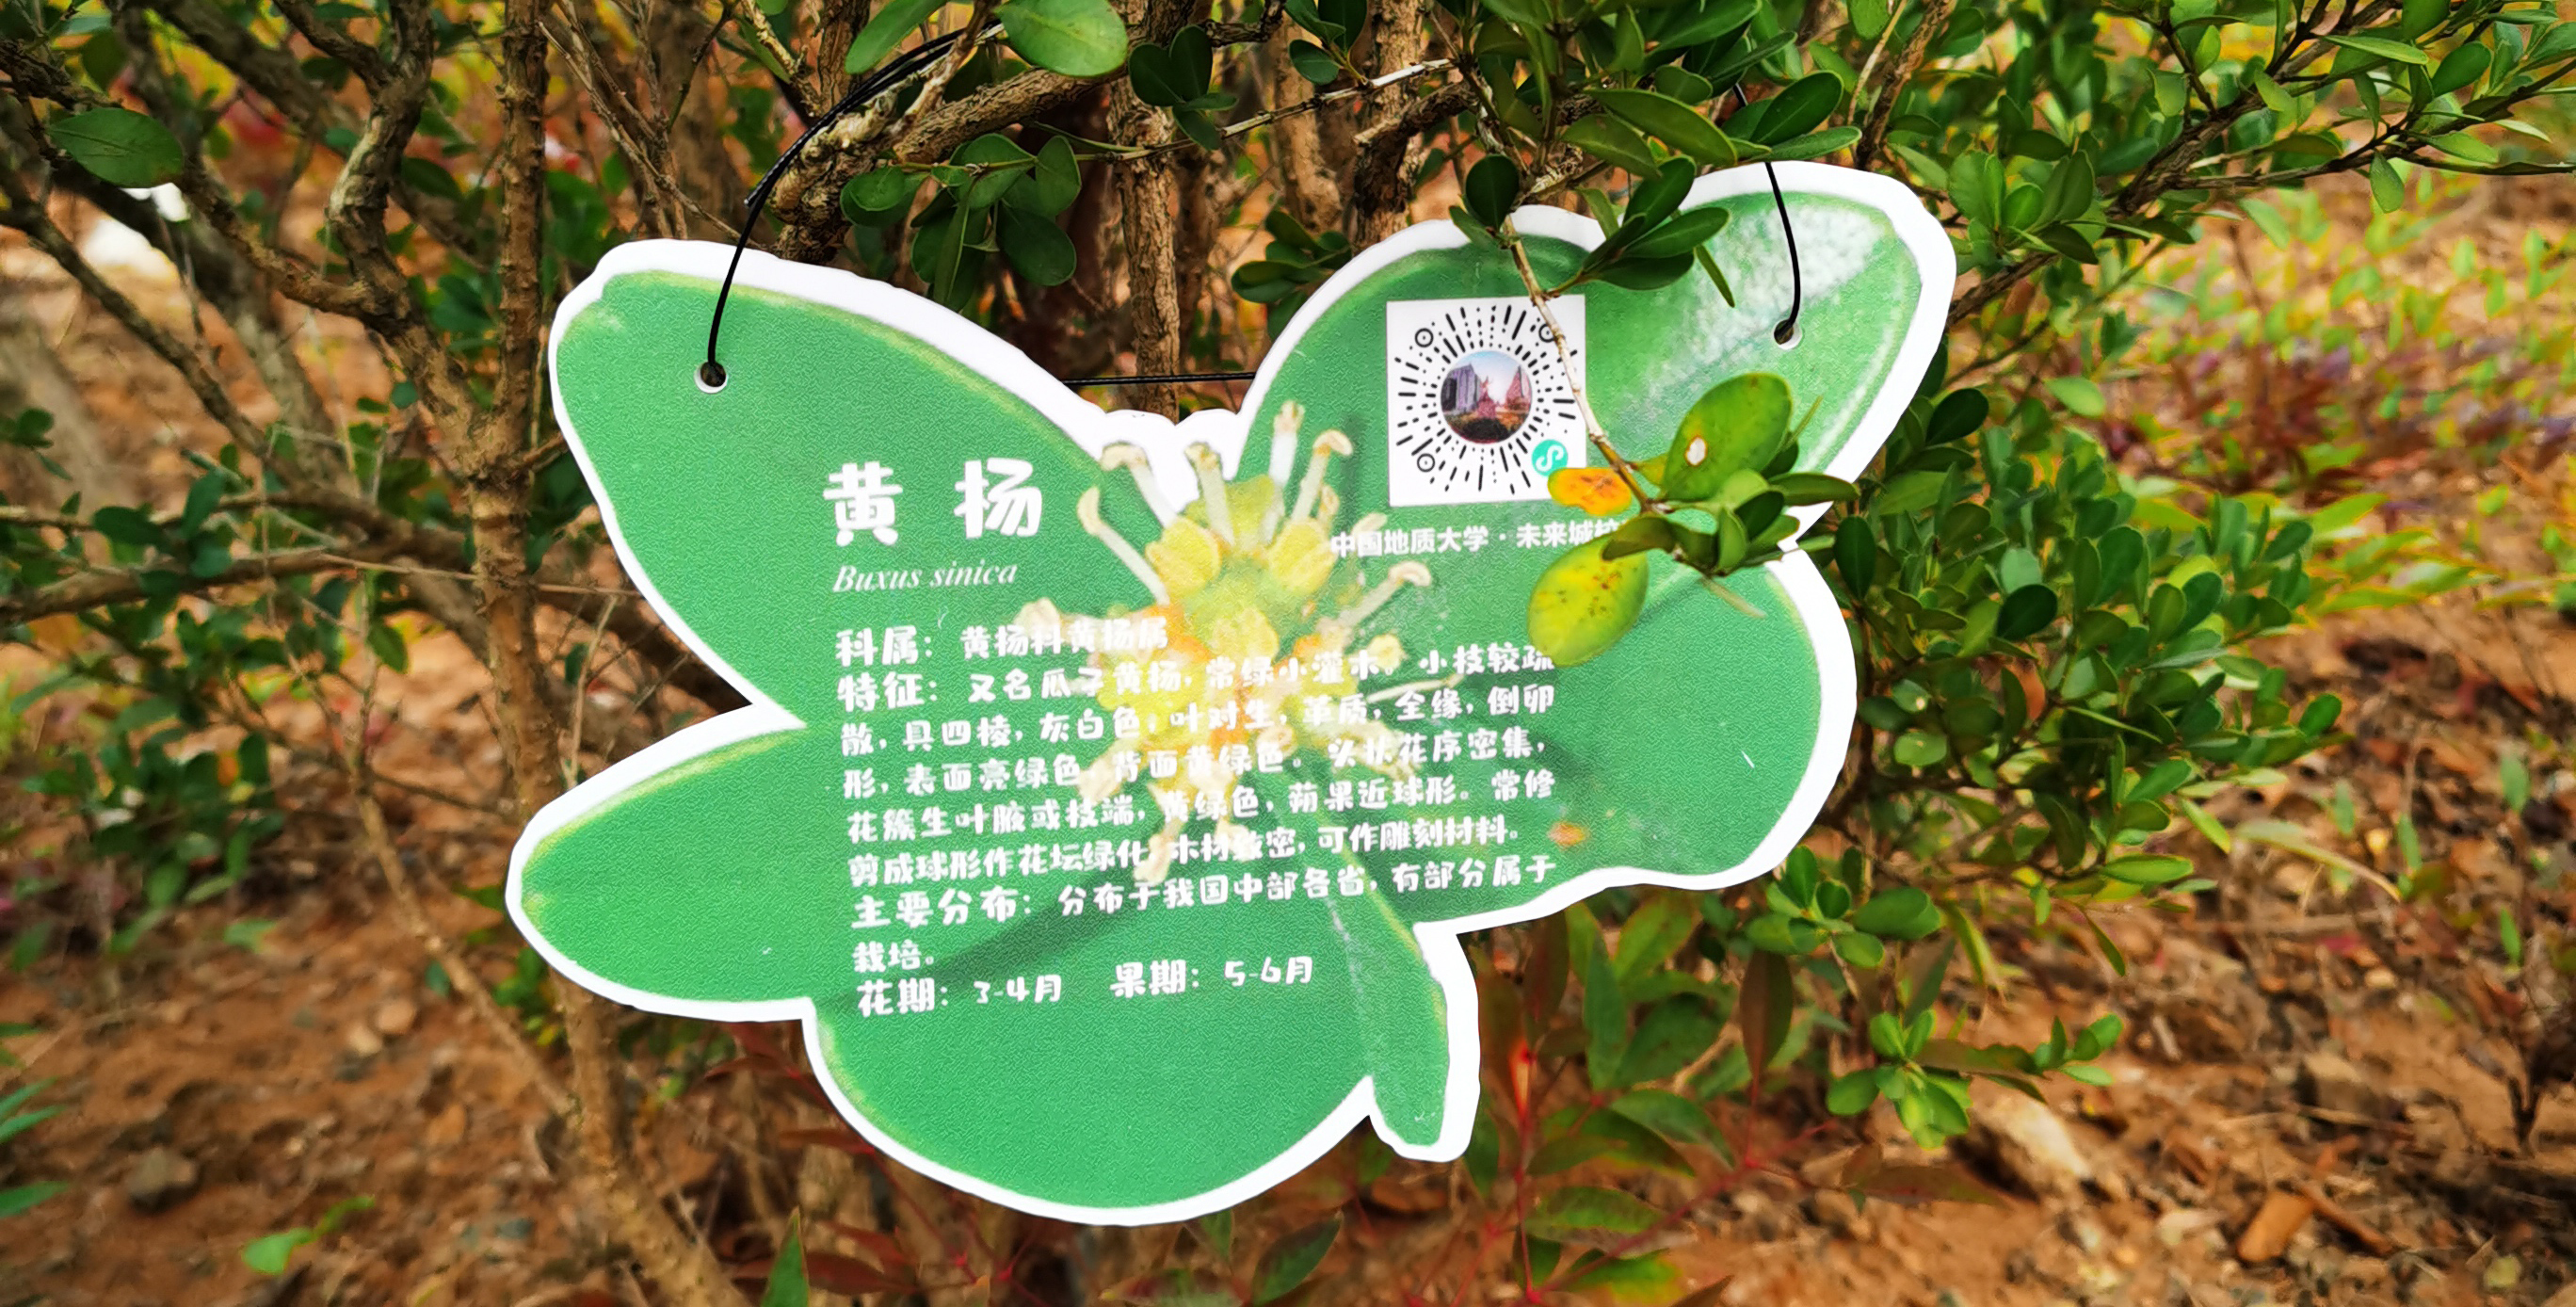 黄杨
Buxus sinica
中国地质大学·未来城校
科属：黄杨科黄杨属
特征：又名瓜子黄杨，常绿小灌木。小枝较疏
散，具四棱，灰白色，叶对生，革质，全缘，倒卵
形，表面亮绿色，背面黄绿色。头状花序密集，
花簇生叶腋或枝端，黄绿色，蒴果近球形。常修
剪成球形作花坛绿化，木材致密，可作雕刻材料。
主要分布：分布于我国中部各省，有部分属于
栽培。
花期：3-4月 果期：5-6月